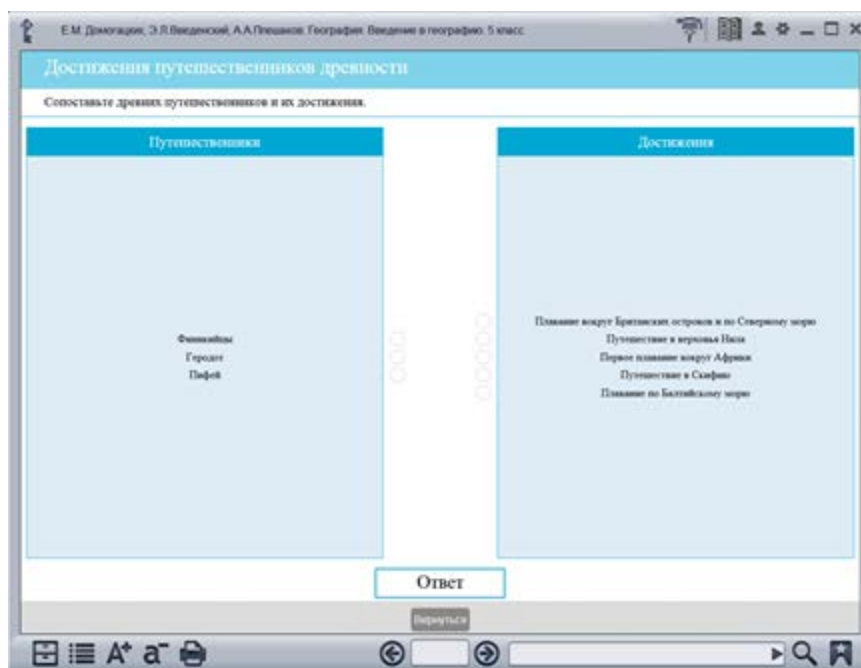 Е.М. Домогацких, Э.Л.Введенский, А.А.Плешаков. География. Введение в географию. 5 класс
Достижения путешественников древности
Сопоставьте древних путешественников и их достижения.
Путешественники
Достижения
Финикийцы
Геродот
Пифей
Плавание вокруг Британских островов и по Северному морю
Путешествие в верховья Нила
Первое плавание вокруг Африки
Путешествие в Скифию
Плавание по Балтийскому морю
Ответ
Вернуться
A+ a-